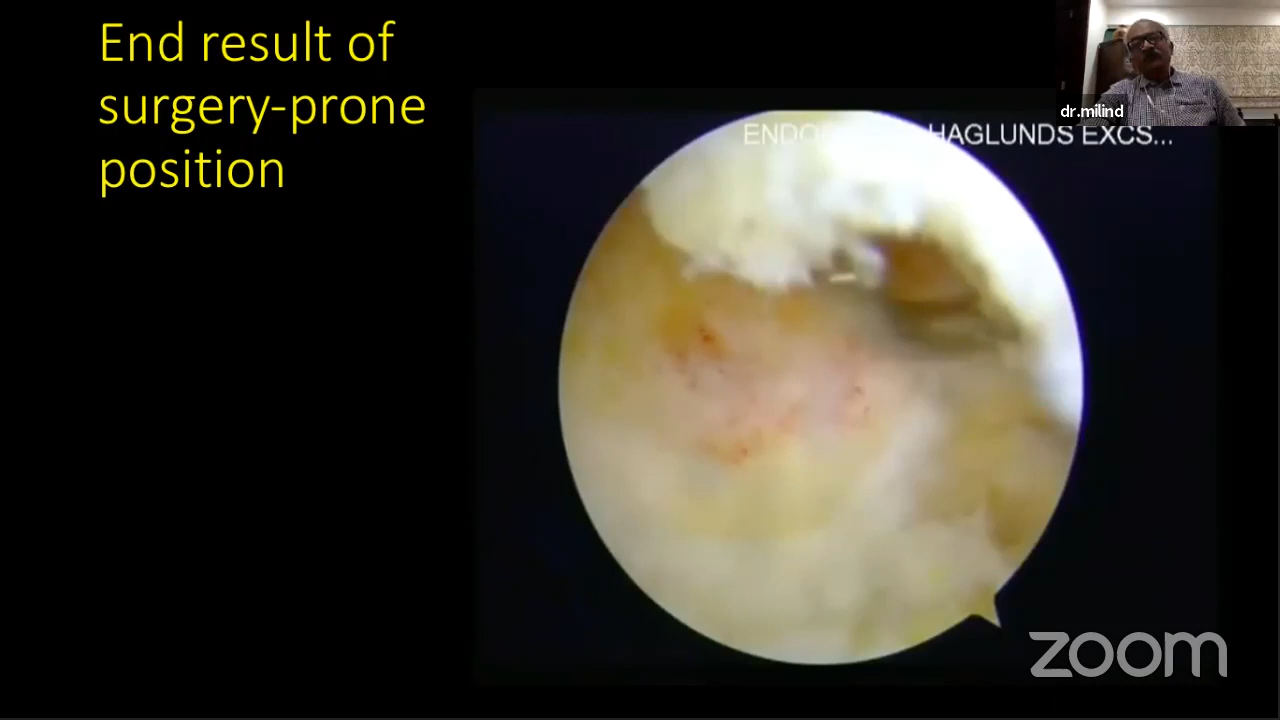 End result of
surgery-prone
position
dr.milind
HAGLUNDS EXCS...
zoom